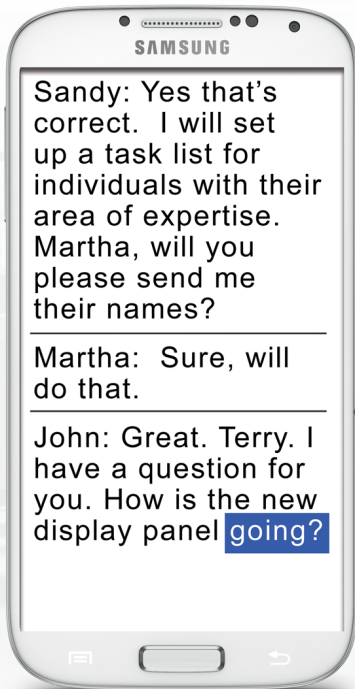 SAMSUNG
Sandy: Yes that's
correct.  I will set
up a task list for
individuals with their
area of expertise.
Martha, will you
please send me
their names?
Martha:  Sure, will
do that.
John: Great. Terry. I
have a question for
you. How is the new
display panel going?